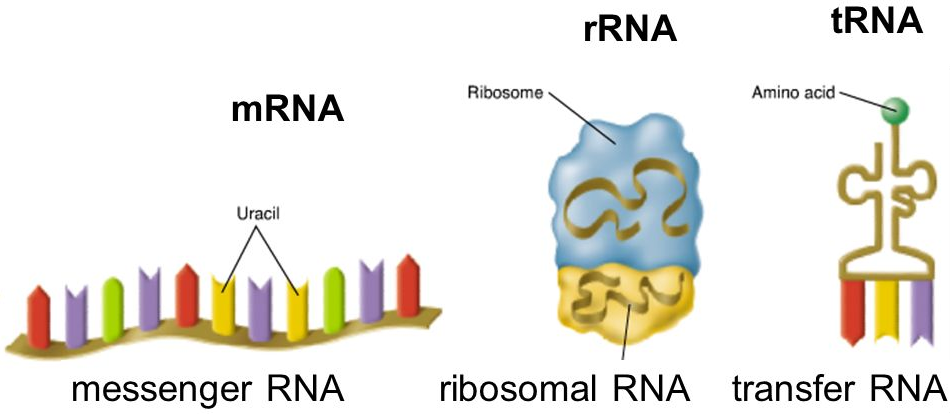 mRNA
Uracil
messenger RNA
rRNA
Ribosome
ribosomal RNA
tRNA
Amino acid
transfer RNA